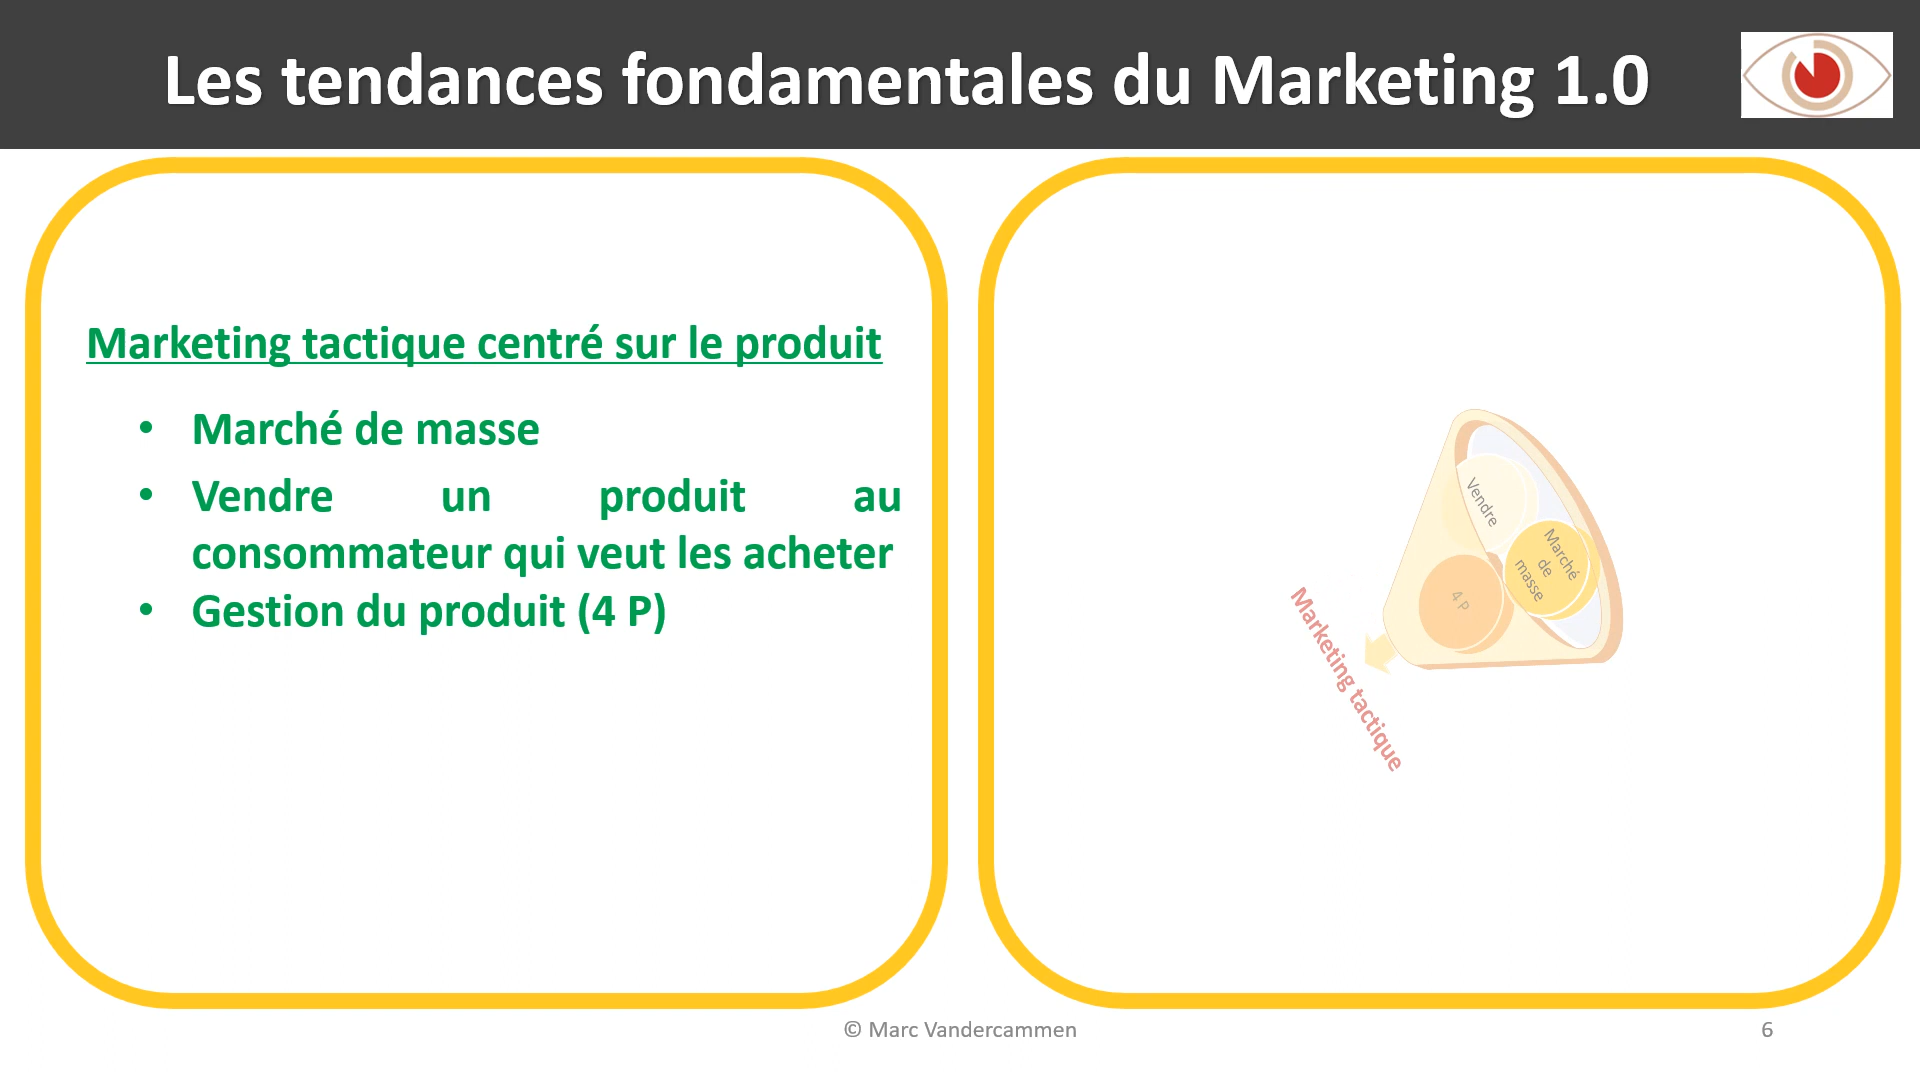 Les tendances fondamentales du Marketing 1.0
Marketing tactique centré sur le produit
• Marché de masse
• Vendre un produit au
consommateur qui veut les acheter
• Gestion du produit (4 P)
Vendre
Marché
de
masse
4 P
Marketing tactique
© Marc Vandercammen
6